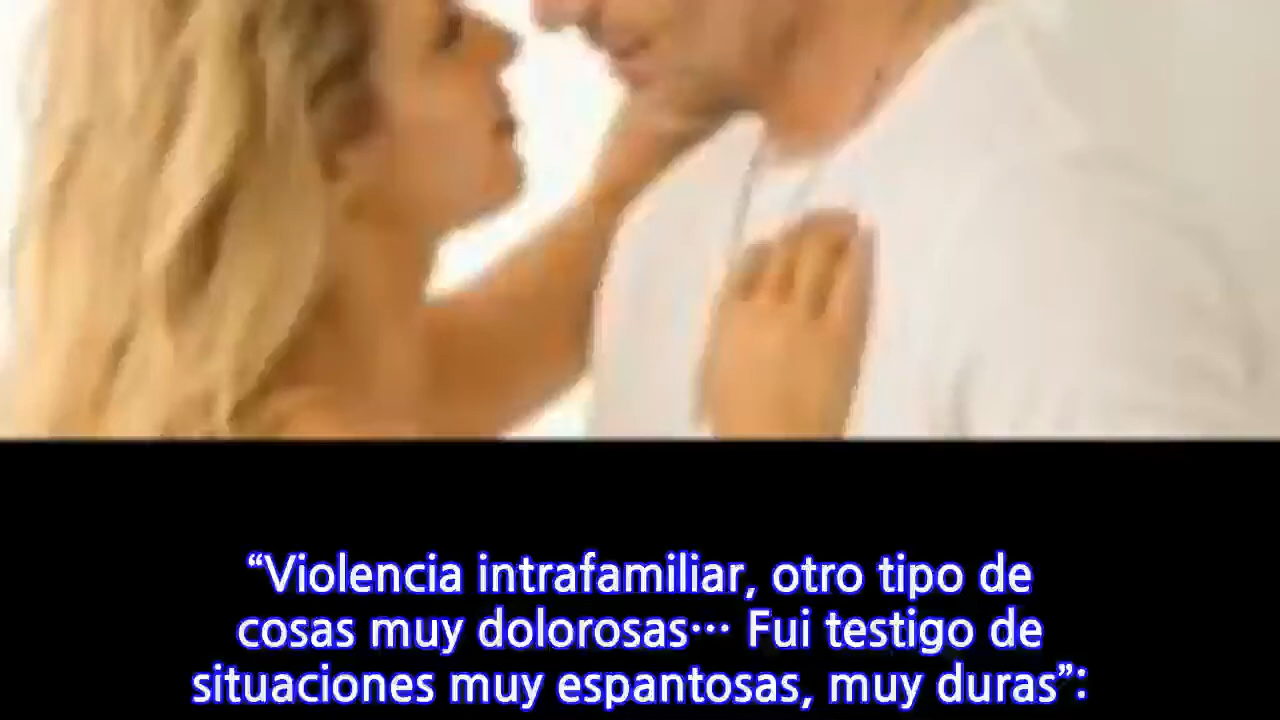 “Violencia intrafamiliar, otro tipo de
cosas muy dolorosas… Fui testigo de
situaciones muy espantosas, muy duras”: